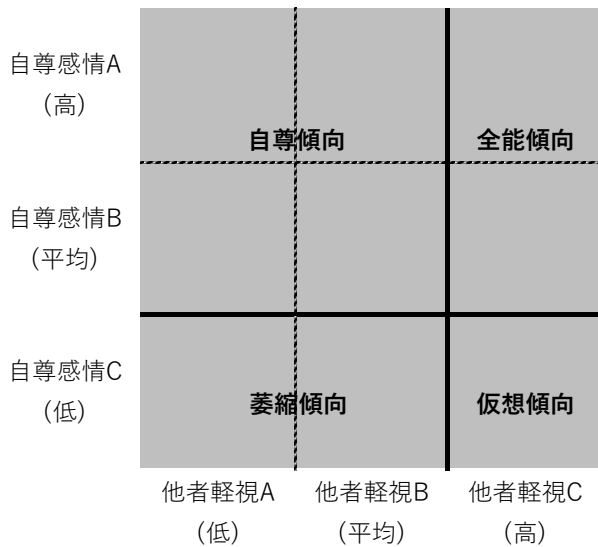 自尊感情A
（高）
自尊傾向
全能傾向
自尊感情B
（平均）
自尊感情C
（低）
萎縮傾向
仮想傾向
他者軽視A
（低）
他者軽視B
（平均）
他者軽視C
（高）